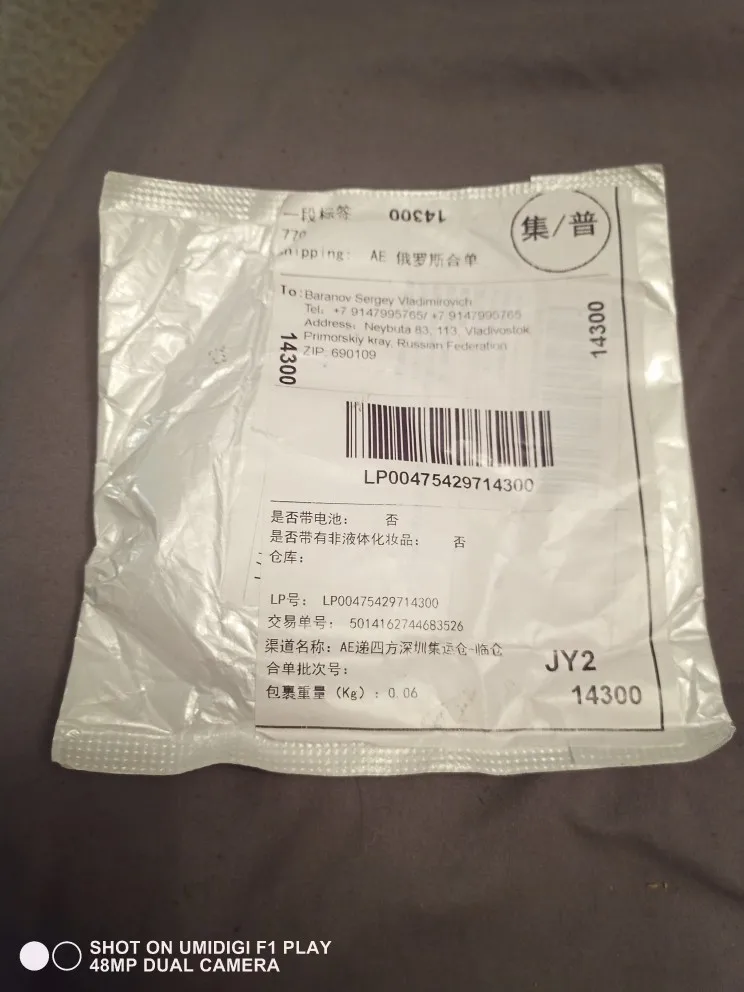 一段标签 14300
集/普
770
hipping: AE 俄罗斯合单
To: Baranov Sergey Vladimirovich
Tel: +7 9147995765/ +7 9147995765
Address: Neybuta 83, 113, Vladivostok,
Primorskiy kray, Russian Federation
ZIP: 690109
14300
14300
LP00475429714300
是否带电池: 否
是否带有非液体化妆品: 否
仓库:
LP号: LP00475429714300
交易单号: 5014162744683526
渠道名称: AE递四方深圳集运仓-临仓
JY2
合单批次号:
14300
包裹重量 (Kg) : 0.06
SHOT ON UMIDIGI F1 PLAY
48MP DUAL CAMERA